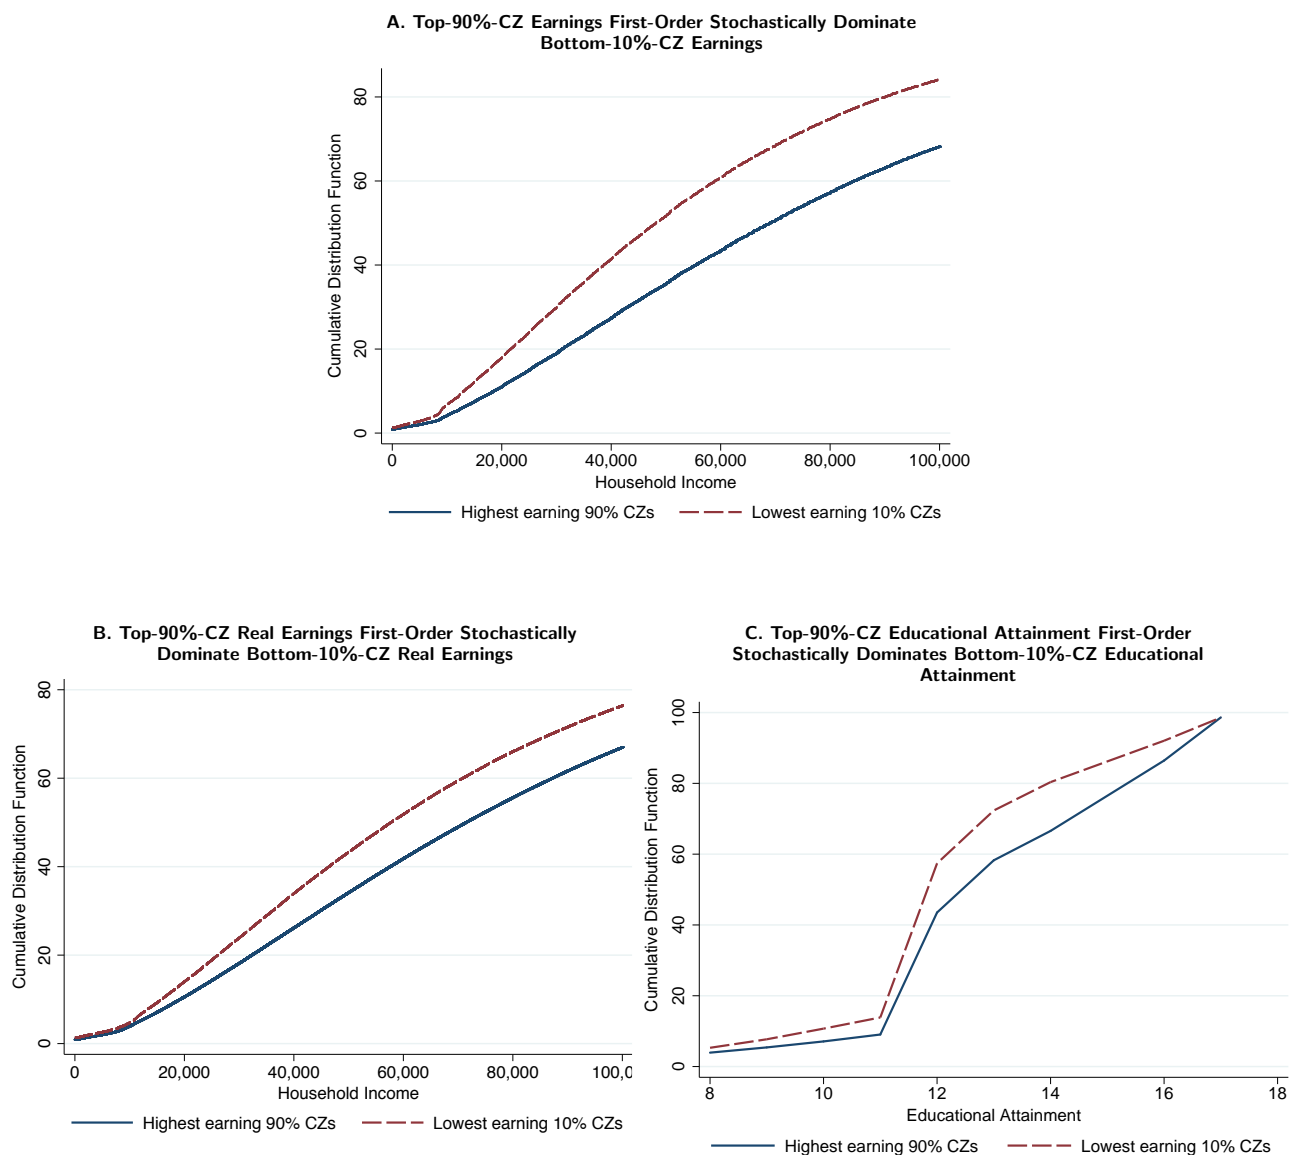 A. Top-90%-CZ Earnings First-Order Stochastically Dominate
Bottom-10%-CZ Earnings
Cumulative Distribution Function
80
60
40
20
0
0 20,000 40,000 60,000 80,000 100,000
Household Income
Highest earning 90% CZs Lowest earning 10% CZs
B. Top-90%-CZ Real Earnings First-Order Stochastically
Dominate Bottom-10%-CZ Real Earnings
Cumulative Distribution Function
80
60
40
20
0
0 20,000 40,000 60,000 80,000 100,0
Household Income
Highest earning 90% CZs Lowest earning 10% CZs
C. Top-90%-CZ Educational Attainment First-Order
Stochastically Dominates Bottom-10%-CZ Educational
Attainment
Cumulative Distribution Function
100
80
60
40
20
0
8 10 12 14 16 18
Educational Attainment
Highest earning 90% CZs Lowest earning 10% CZs